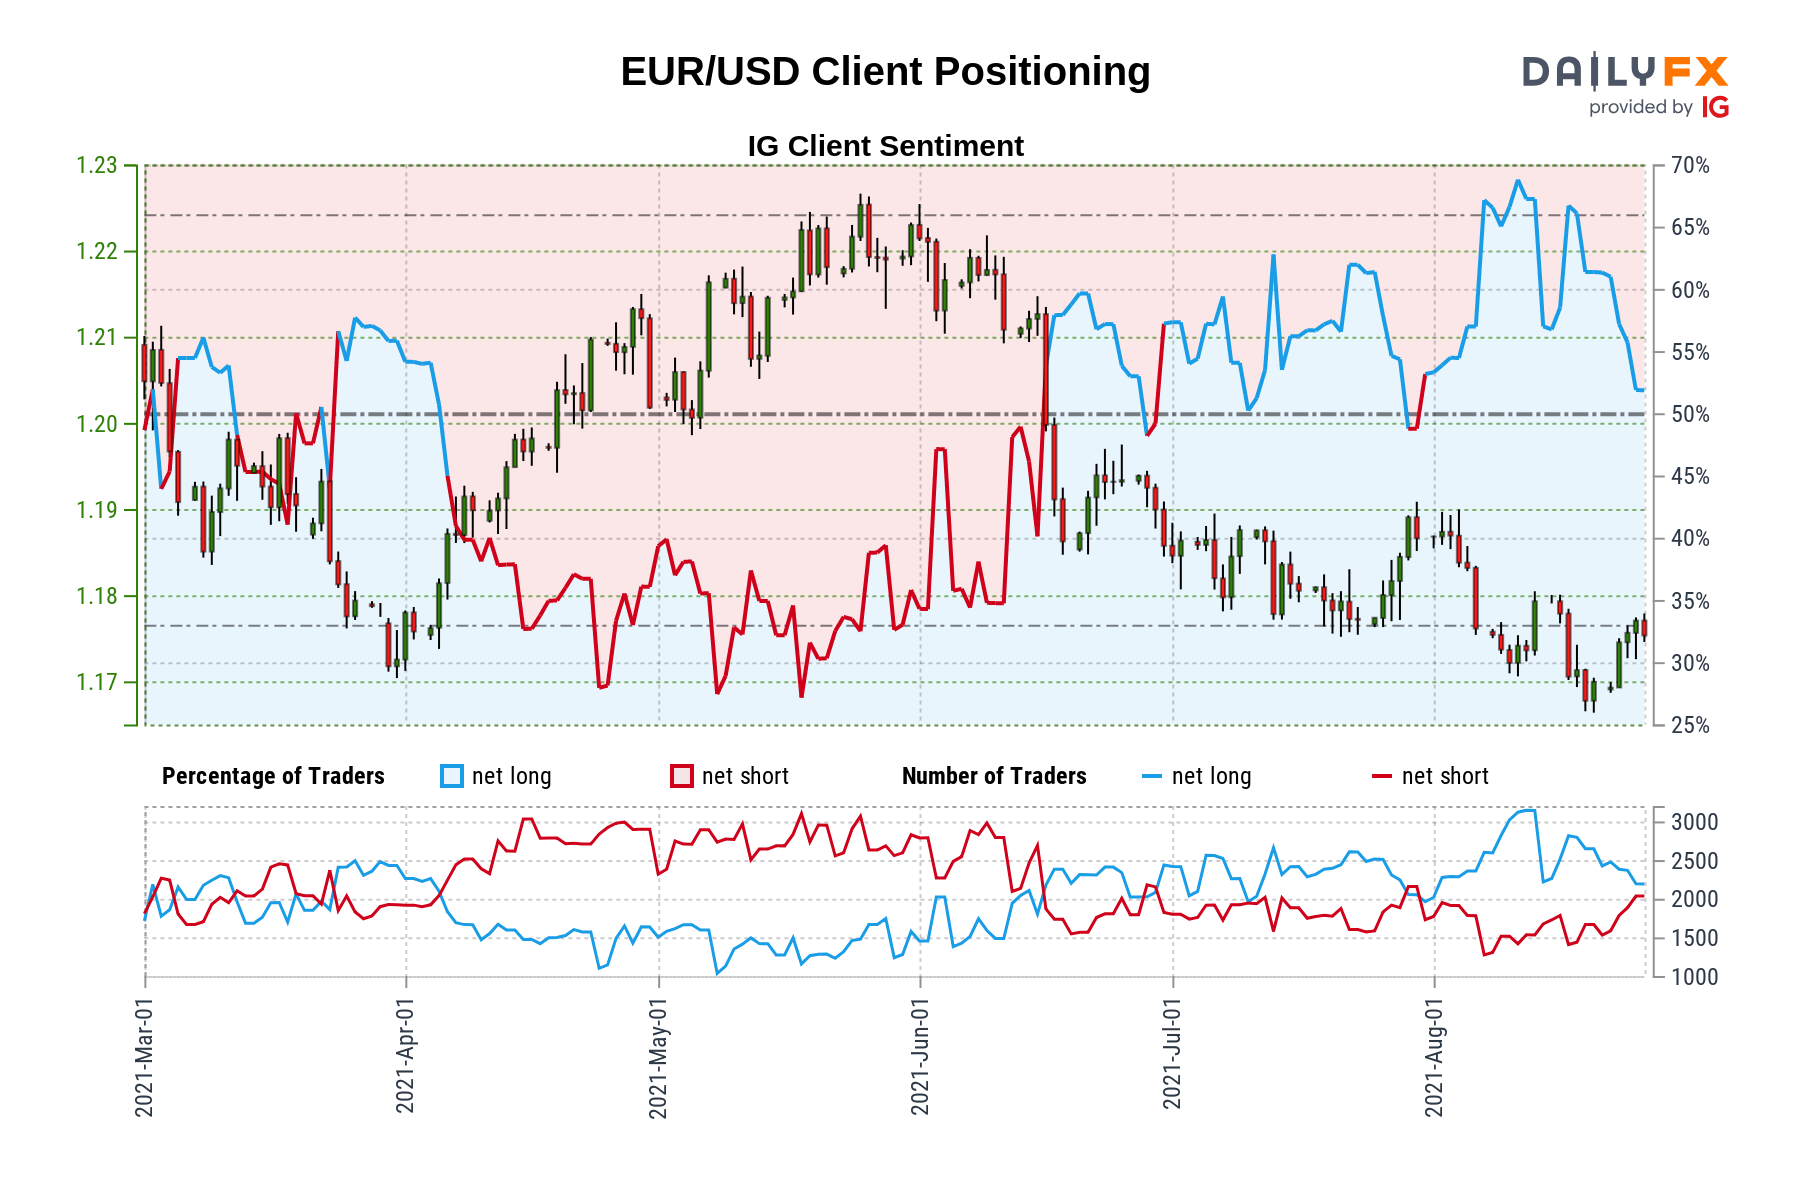 EUR/USD Client Positioning
DAILYFX
provided by IG
IG Client Sentiment
1.23
1.22
1.21
1.20
1.19
1.18
1.17
70%
65%
60%
55%
50%
45%
40%
35%
30%
25%
Percentage of Traders net long net short Number of Traders net long net short
3000
2500
2000
1500
1000
2021-Mar-01
2021-Apr-01
2021-May-01
2021-Jun-01
2021-Jul-01
2021-Aug-01